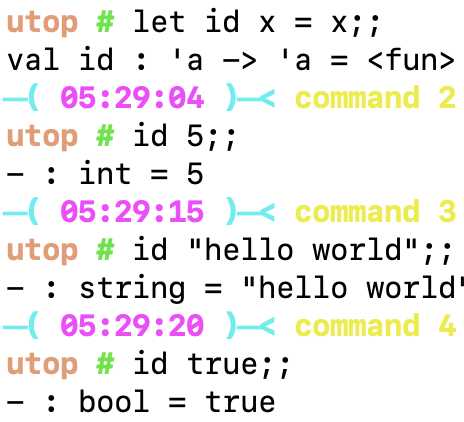 utop # let id x = x;;
val id : 'a -> 'a = <fun>
—( 05:29:04 )—< command 2
utop # id 5;;
- : int = 5
—( 05:29:15 )—< command 3
utop # id "hello world";;
- : string = "hello world"
—( 05:29:20 )—< command 4
utop # id true;;
- : bool = true